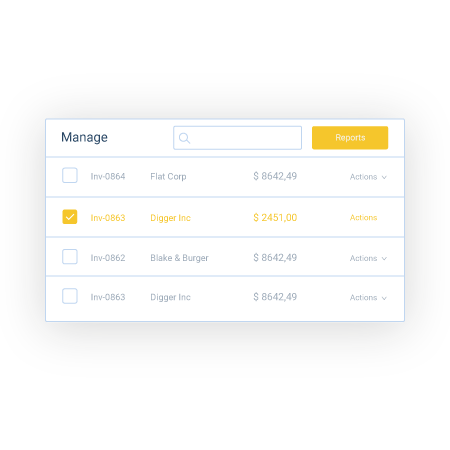 Manage Reports
Inv-0864 Flat Corp $ 8642,49 Actions
Inv-0863 Digger Inc $ 2451,00 Actions
Inv-0862 Blake & Burger $ 8642,49 Actions
Inv-0863 Digger Inc $ 8642,49 Actions